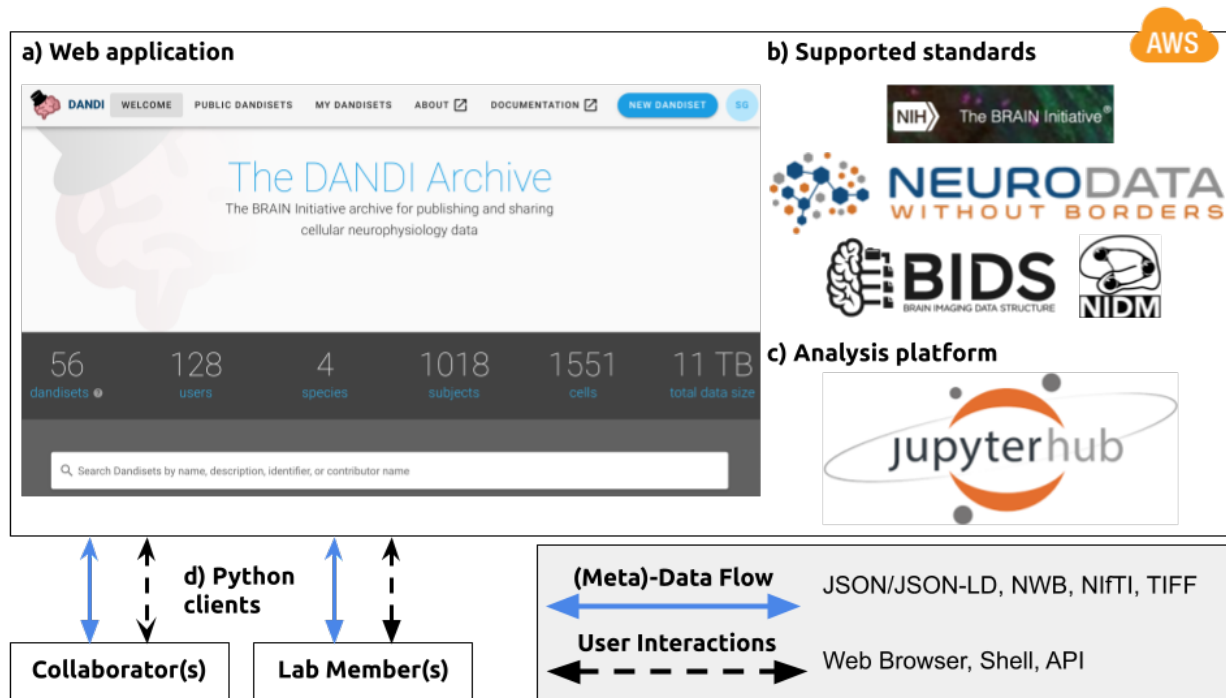 AWS
a) Web application
DANDI WELCOME PUBLIC DANDISETS MY DANDISETS ABOUT DOCUMENTATION NEW DANDISET SG
The DANDI Archive
The BRAIN Initiative archive for publishing and sharing
cellular neurophysiology data
56 128 4 1018 1551 11 TB
dandisets users species subjects cells total data size
Search Dandisets by name, description, identifier, or contributor name
b) Supported standards
NIH The BRAIN Initiative®
NEURODATA
WITHOUT BORDERS
BIDS
BRAIN IMAGING DATA STRUCTURE
NIDM
c) Analysis platform
jupyterhub
d) Python
clients
Collaborator(s)
Lab Member(s)
(Meta)-Data Flow
JSON/JSON-LD, NWB, NIfTI, TIFF
User Interactions
Web Browser, Shell, API